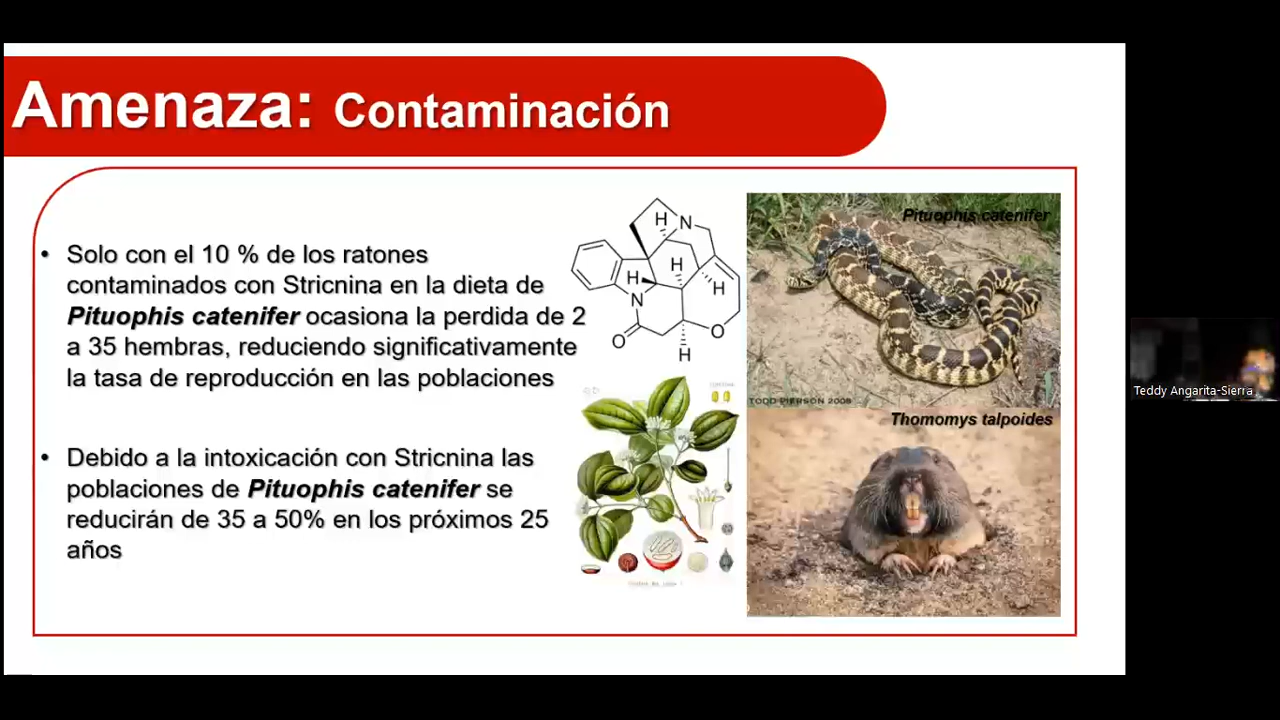 Amenaza: Contaminación
• Solo con el 10 % de los ratones
contaminados con Stricnina en la dieta de
Pituophis catenifer ocasiona la perdida de 2
a 35 hembras, reduciendo significativamente
la tasa de reproducción en las poblaciones
• Debido a la intoxicación con Stricnina las
poblaciones de Pituophis catenifer se
reducirán de 35 a 50% en los próximos 25
años
H
N
H
H
H
N
O
O
H
Pituophis catenifer
TODD PIERSON 2008
Thomomys talpoides
Teddy Angarita-Sierra